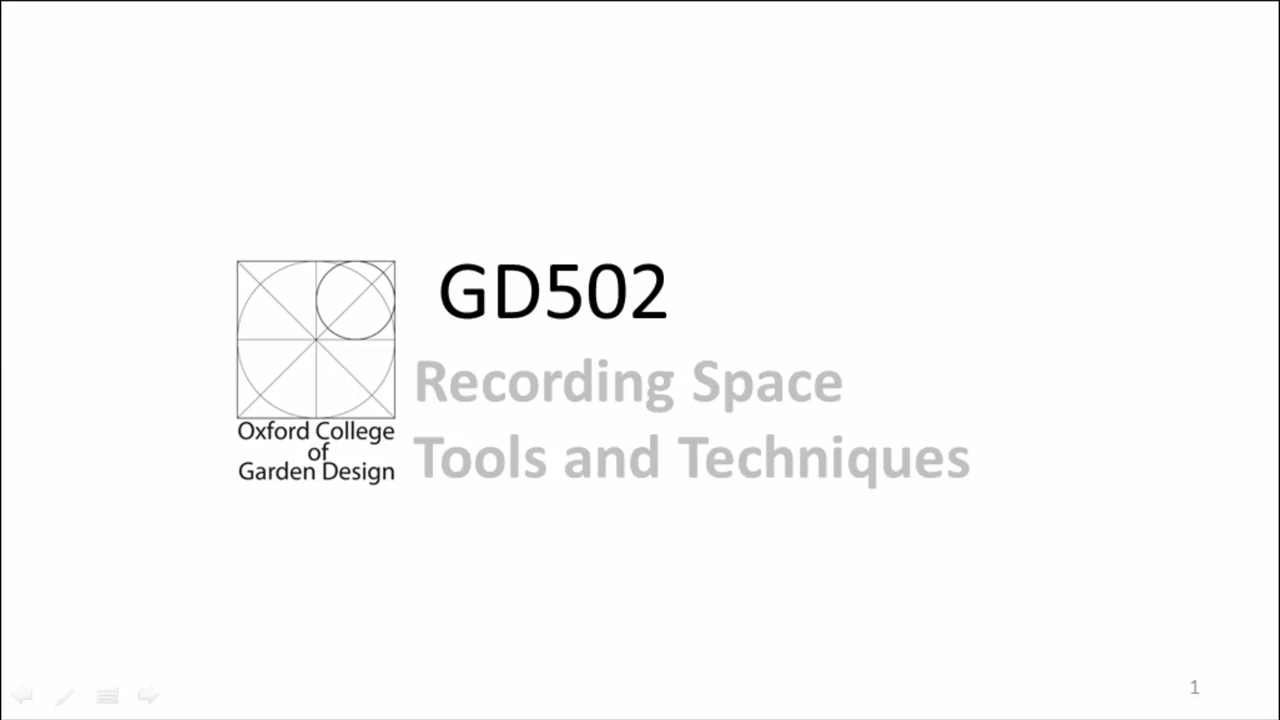 GD502
Recording Space
Tools and Techniques
Oxford College
of
Garden Design
1